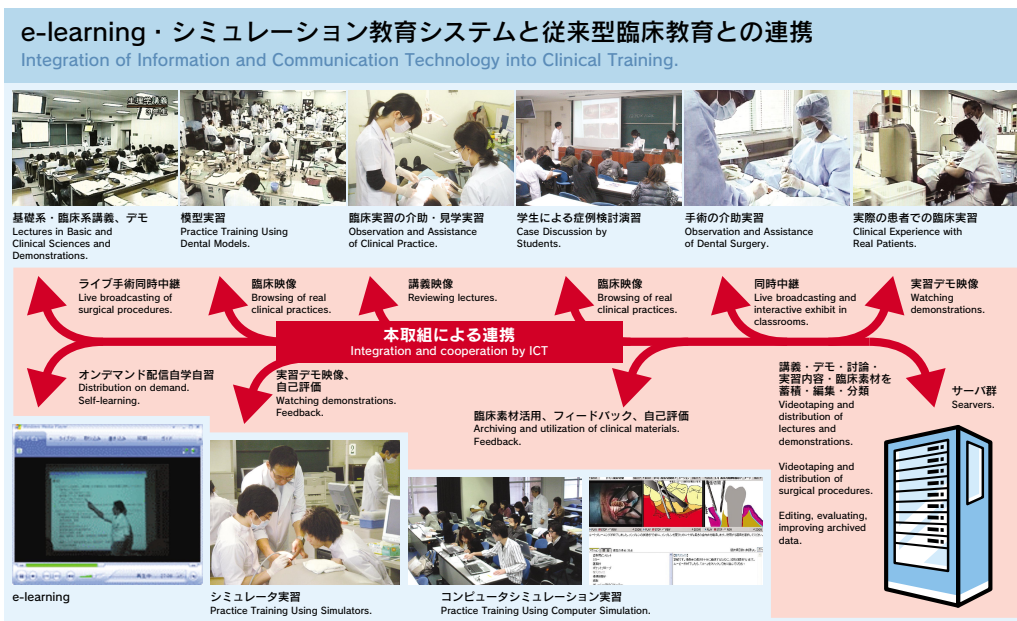 e-learning・シミュレーション教育システムと従来型臨床教育との連携
Integration of Information and Communication Technology into Clinical Training.
生理学講義
基礎系・臨床系講義、デモ
Lectures in Basic and
Clinical Sciences and
Demonstrations.
模型実習
Practice Training Using
Dental Models.
臨床実習の介助・見学実習
Observation and Assistance
of Clinical Practice.
学生による症例検討演習
Case Discussion by
Students.
手術の介助実習
Observation and Assistance
of Dental Surgery.
実際の患者での臨床実習
Clinical Experience with
Real Patients.
ライブ手術同時中継
Live broadcasting of
surgical procedures.
臨床映像
Browsing of real
clinical practices.
講義映像
Reviewing lectures.
臨床映像
Browsing of real
clinical practices.
同時中継
Live broadcasting and
interactive exhibit in
classrooms.
実習デモ映像
Watching
demonstrations.
本取組による連携
Integration and cooperation by ICT
オンデマンド配信自学自習
Distribution on demand.
Self-learning.
実習デモ映像、
自己評価
Watching demonstrations.
Feedback.
臨床素材活用、フィードバック、自己評価
Archiving and utilization of clinical materials.
Feedback.
講義・デモ・討論・
実習内容・臨床素材を
蓄積・編集・分類
Videotaping and
distribution of
lectures and
demonstrations.
Videotaping and
distribution of
surgical procedures.
Editing, evaluating,
improving archived
data.
サーバ群
Searvers.
e-learning
シミュレータ実習
Practice Training Using Simulators.
コンピュータシミュレーション実習
Practice Training Using Computer Simulation.